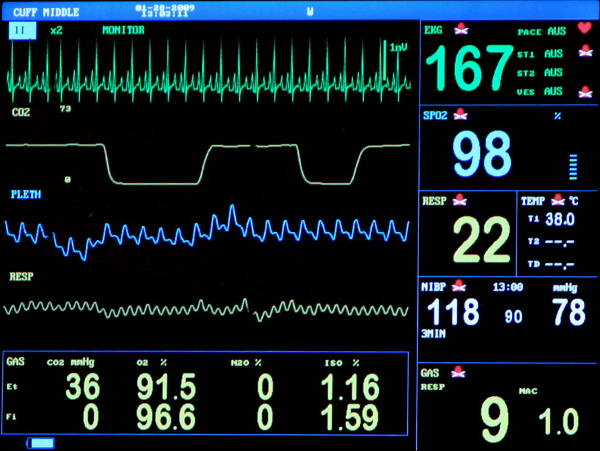 CUFF MIDDLE 01-28-2009 13:03:11 W
II x2 MONITOR
1mV
EKG PACE AUS
167
ST1 AUS
ST2 AUS
VES AUS
CO2 73
0
SPO2 %
98
PLETH
RESP
22
TEMP °C
T1 38.0
T2 --.-
TD --.-
RESP
NIBP 13:00 mmHg
118 90 78
3MIN
GAS CO2 mmHg O2 % N2O % ISO %
Et 36 91.5 0 1.16
Fi 0 96.6 0 1.59
GAS
RESP MAC
9 1.0